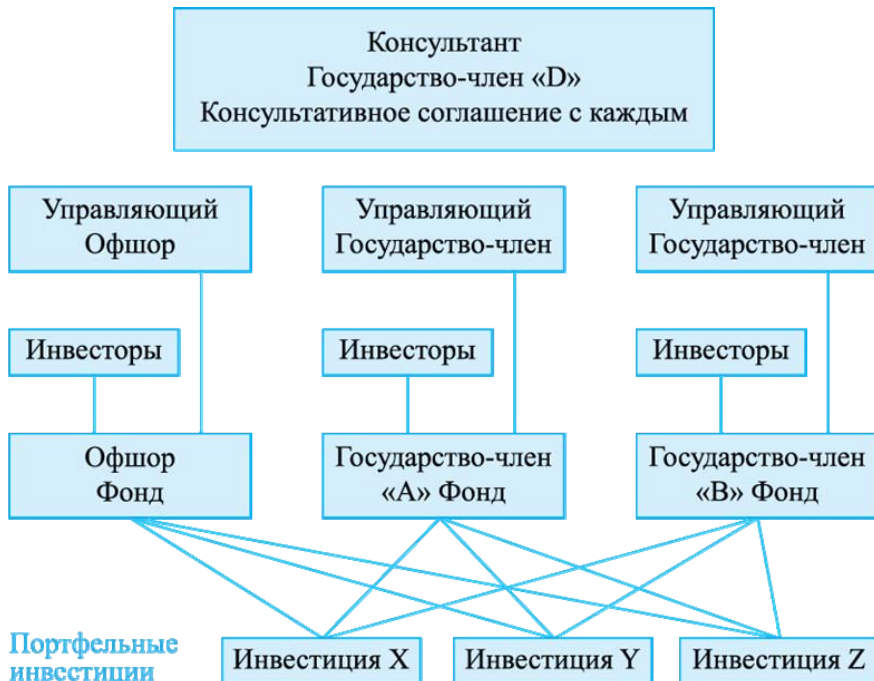 Консультант
Государство-член «D»
Консультативное соглашение с каждым
Управляющий
Офшор
Управляющий
Государство-член
Управляющий
Государство-член
Инвесторы
Инвесторы
Инвесторы
Офшор
Фонд
Государство-член
«А» Фонд
Государство-член
«В» Фонд
Портфельные
инвестиции
Инвестиция X
Инвестиция Y
Инвестиция Z